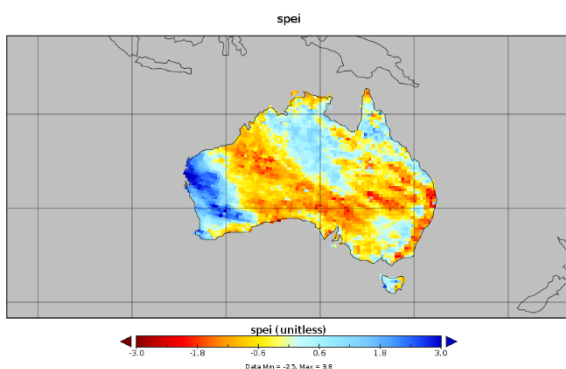 spei
spei (unitless)
-3.0 -1.8 -0.6 0.6 1.8 3.0
Data Min = -2.5, Max = 3.8